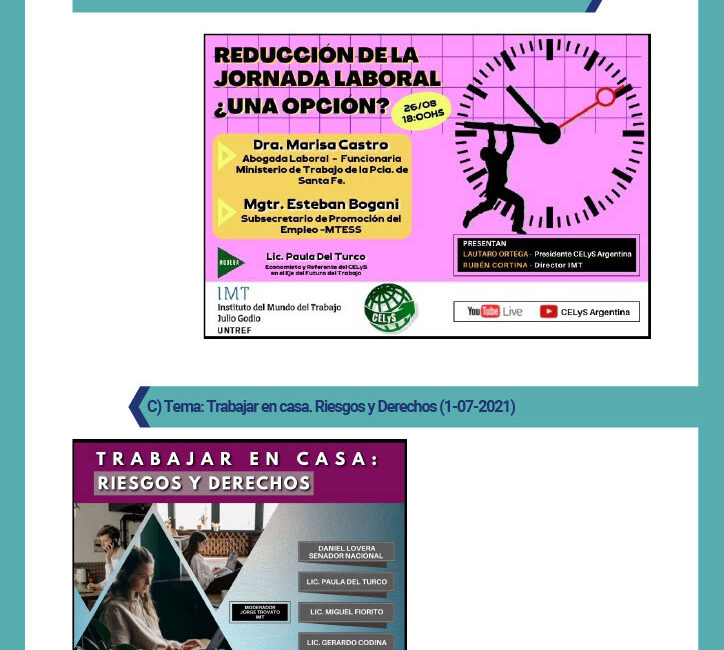 REDUCCIÓN DE LA
JORNADA LABORAL
¿UNA OPCIÓN?
26/08
18:00HS
Dra. Marisa Castro
Abogada Laboral - Funcionaria
Ministerio de Trabajo de la Pcia. de
Santa Fe.
Mgtr. Esteban Bogani
Subsecretario de Promoción del
Empleo -MTESS
MODERA
Lic. Paula Del Turco
Economista y Referente del CELyS
en el Eje del Futuro del Trabajo
PRESENTAN
LAUTARO ORTEGA - Presidente CELyS Argentina
RUBÉN CORTINA - Director IMT
IMT
Instituto del Mundo del Trabajo
Julio Godio
UNTREF
CELyS
YouTube Live
CELyS Argentina
C) Tema: Trabajar en casa. Riesgos y Derechos (1-07-2021)
TRABAJAR EN CASA:
RIESGOS Y DERECHOS
DANIEL LOVERA
SENADOR NACIONAL
LIC. PAULA DEL TURCO
MODERADOR
JORGE TROVATO
IMT
LIC. MIGUEL FIORITO
LIC. GERARDO CODINA